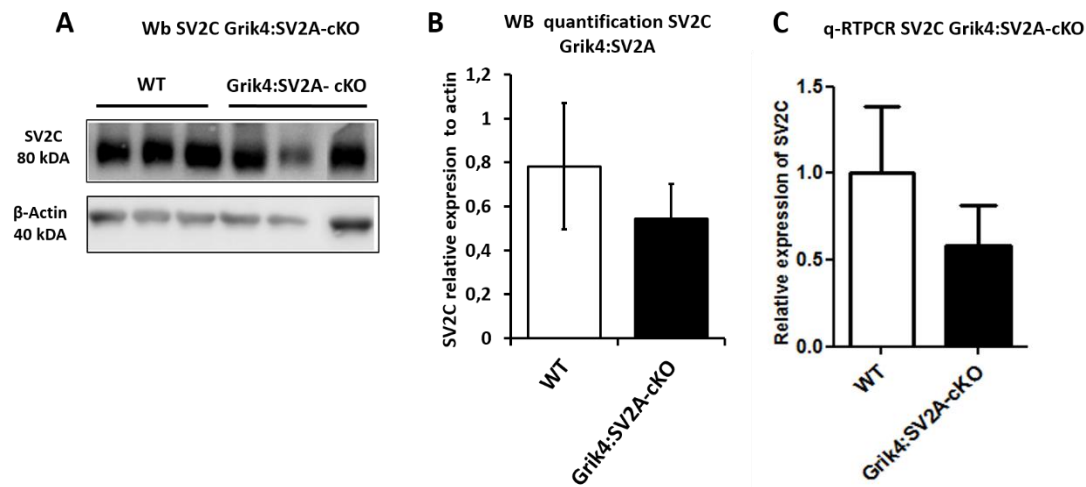 A
Wb SV2C Grik4:SV2A-cKO
WT
Grik4:SV2A- cKO
SV2C
80 kDA
β-Actin
40 kDA
B
WB quantification SV2C
Grik4:SV2A
SV2C relative expresion to actin
1,2
1
0,8
0,6
0,4
0,2
0
WT
Grik4:SV2A-cKO
C
q-RTPCR SV2C Grik4:SV2A-cKO
Relative expression of SV2C
1.5
1.0
0.5
0.0
WT
Grik4:SV2A-cKO